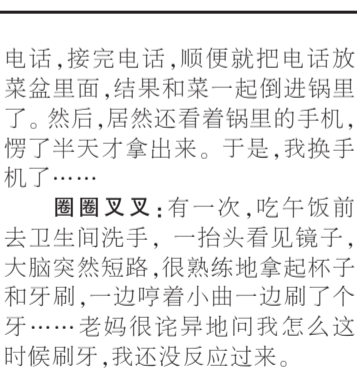 电话,接完电话,顺便就把电话放
菜盆里面,结果和菜一起倒进锅里
了。然后,居然还看着锅里的手机,
愣了半天才拿出来。于是,我换手
机了……
圈圈叉叉:有一次,吃午饭前
去卫生间洗手，一抬头看见镜子,
大脑突然短路,很熟练地拿起杯子
和牙刷,一边哼着小曲一边刷了个
牙……老妈很诧异地问我怎么这
时候刷牙,我还没反应过来。